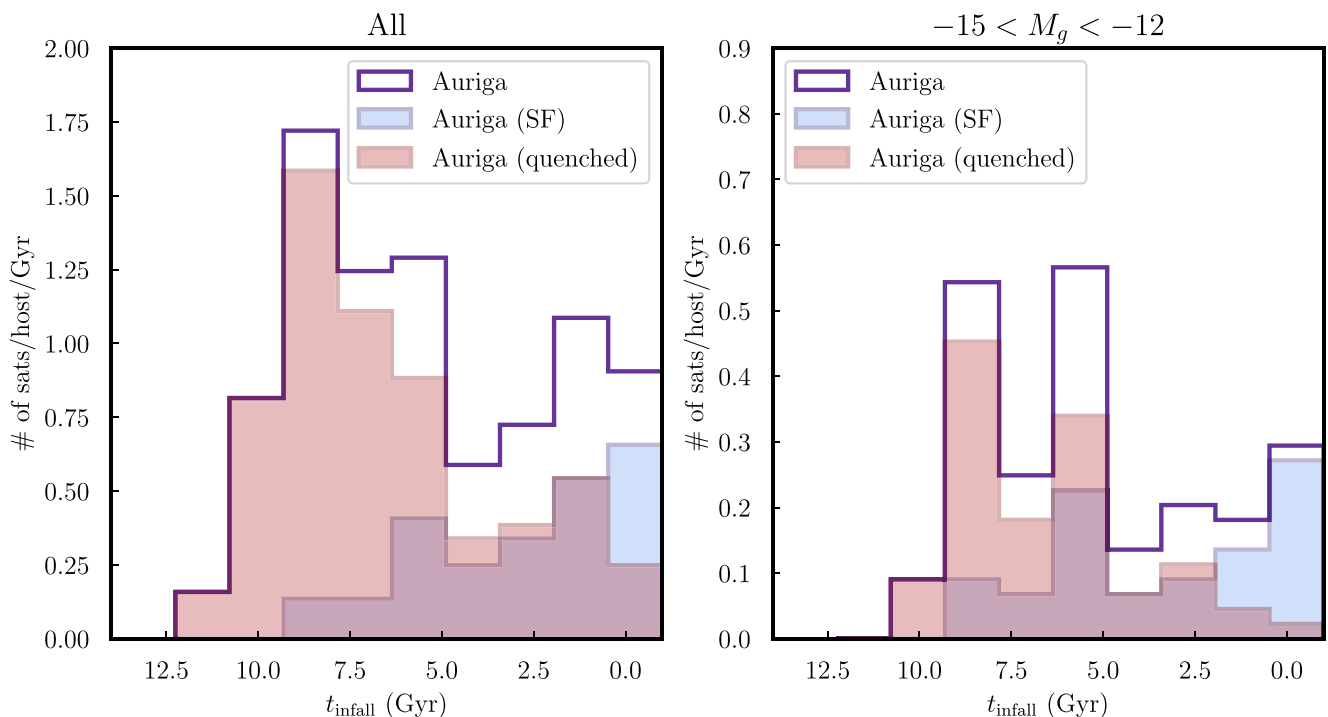 All
# of sats/host/Gyr
2.00
1.75
1.50
1.25
1.00
0.75
0.50
0.25
0.00
Auriga
Auriga (SF)
Auriga (quenched)
12.5 10.0 7.5 5.0 2.5 0.0
t_infall (Gyr)
−15 < M_g < −12
# of sats/host/Gyr
0.9
0.8
0.7
0.6
0.5
0.4
0.3
0.2
0.1
0.0
Auriga
Auriga (SF)
Auriga (quenched)
12.5 10.0 7.5 5.0 2.5 0.0
t_infall (Gyr)